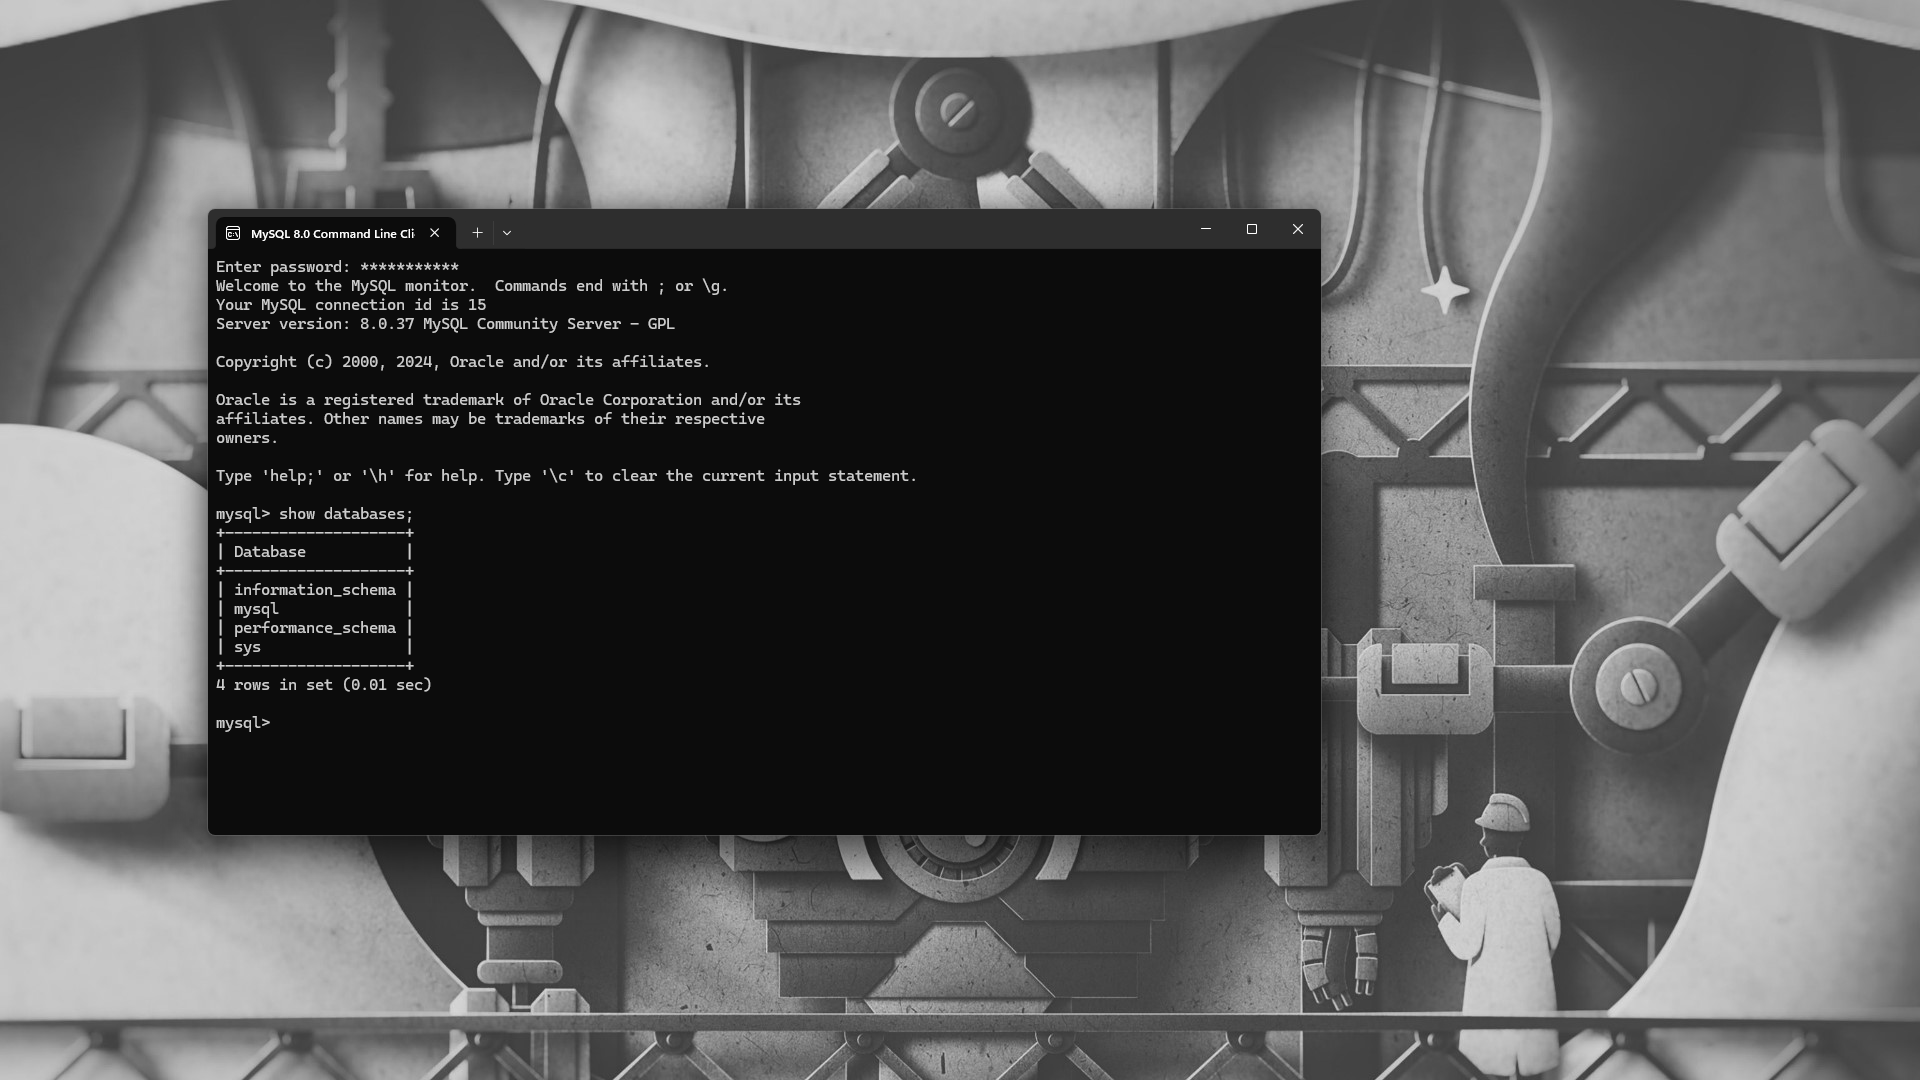 MySQL 8.0 Command Line Cli
Enter password: ***********
Welcome to the MySQL monitor.  Commands end with ; or \g.
Your MySQL connection id is 15
Server version: 8.0.37 MySQL Community Server - GPL
Copyright (c) 2000, 2024, Oracle and/or its affiliates.
Oracle is a registered trademark of Oracle Corporation and/or its
affiliates. Other names may be trademarks of their respective
owners.
Type 'help;' or '\h' for help. Type '\c' to clear the current input statement.
mysql> show databases;
+--------------------+
| Database           |
+--------------------+
| information_schema |
| mysql              |
| performance_schema |
| sys                |
+--------------------+
4 rows in set (0.01 sec)
mysql>